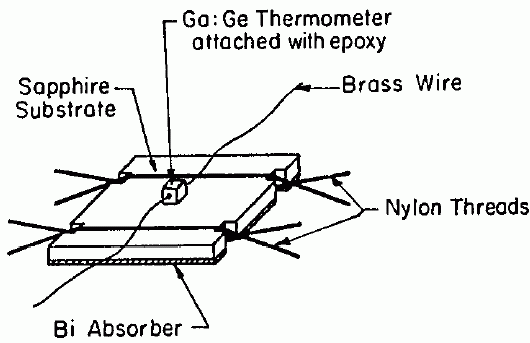 Ga:Ge Thermometer
attached with epoxy
Sapphire
Substrate
Brass Wire
Nylon Threads
Bi Absorber